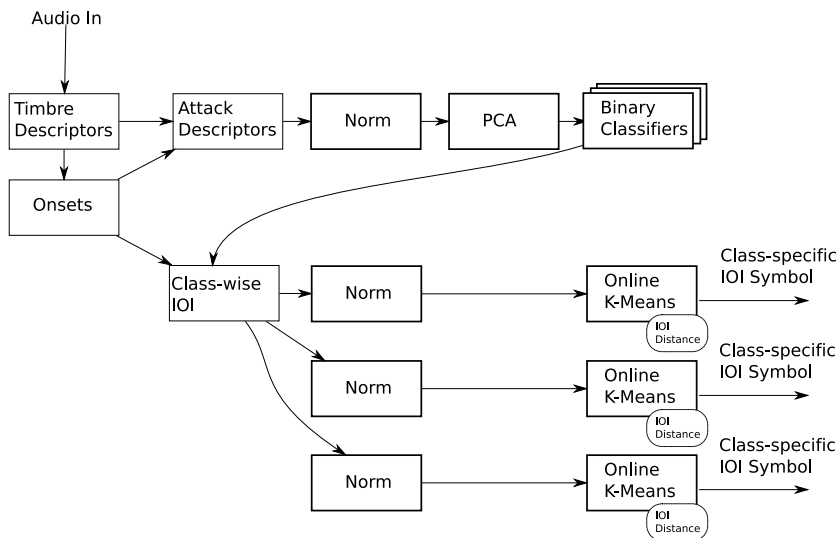 Audio In
Timbre
Descriptors
Attack
Descriptors
Norm
PCA
Binary
Classifiers
Onsets
Class-wise
IOI
Norm
Online
K-Means
IOI
Distance
Class-specific
IOI Symbol
Norm
Online
K-Means
IOI
Distance
Class-specific
IOI Symbol
Norm
Online
K-Means
IOI
Distance
Class-specific
IOI Symbol